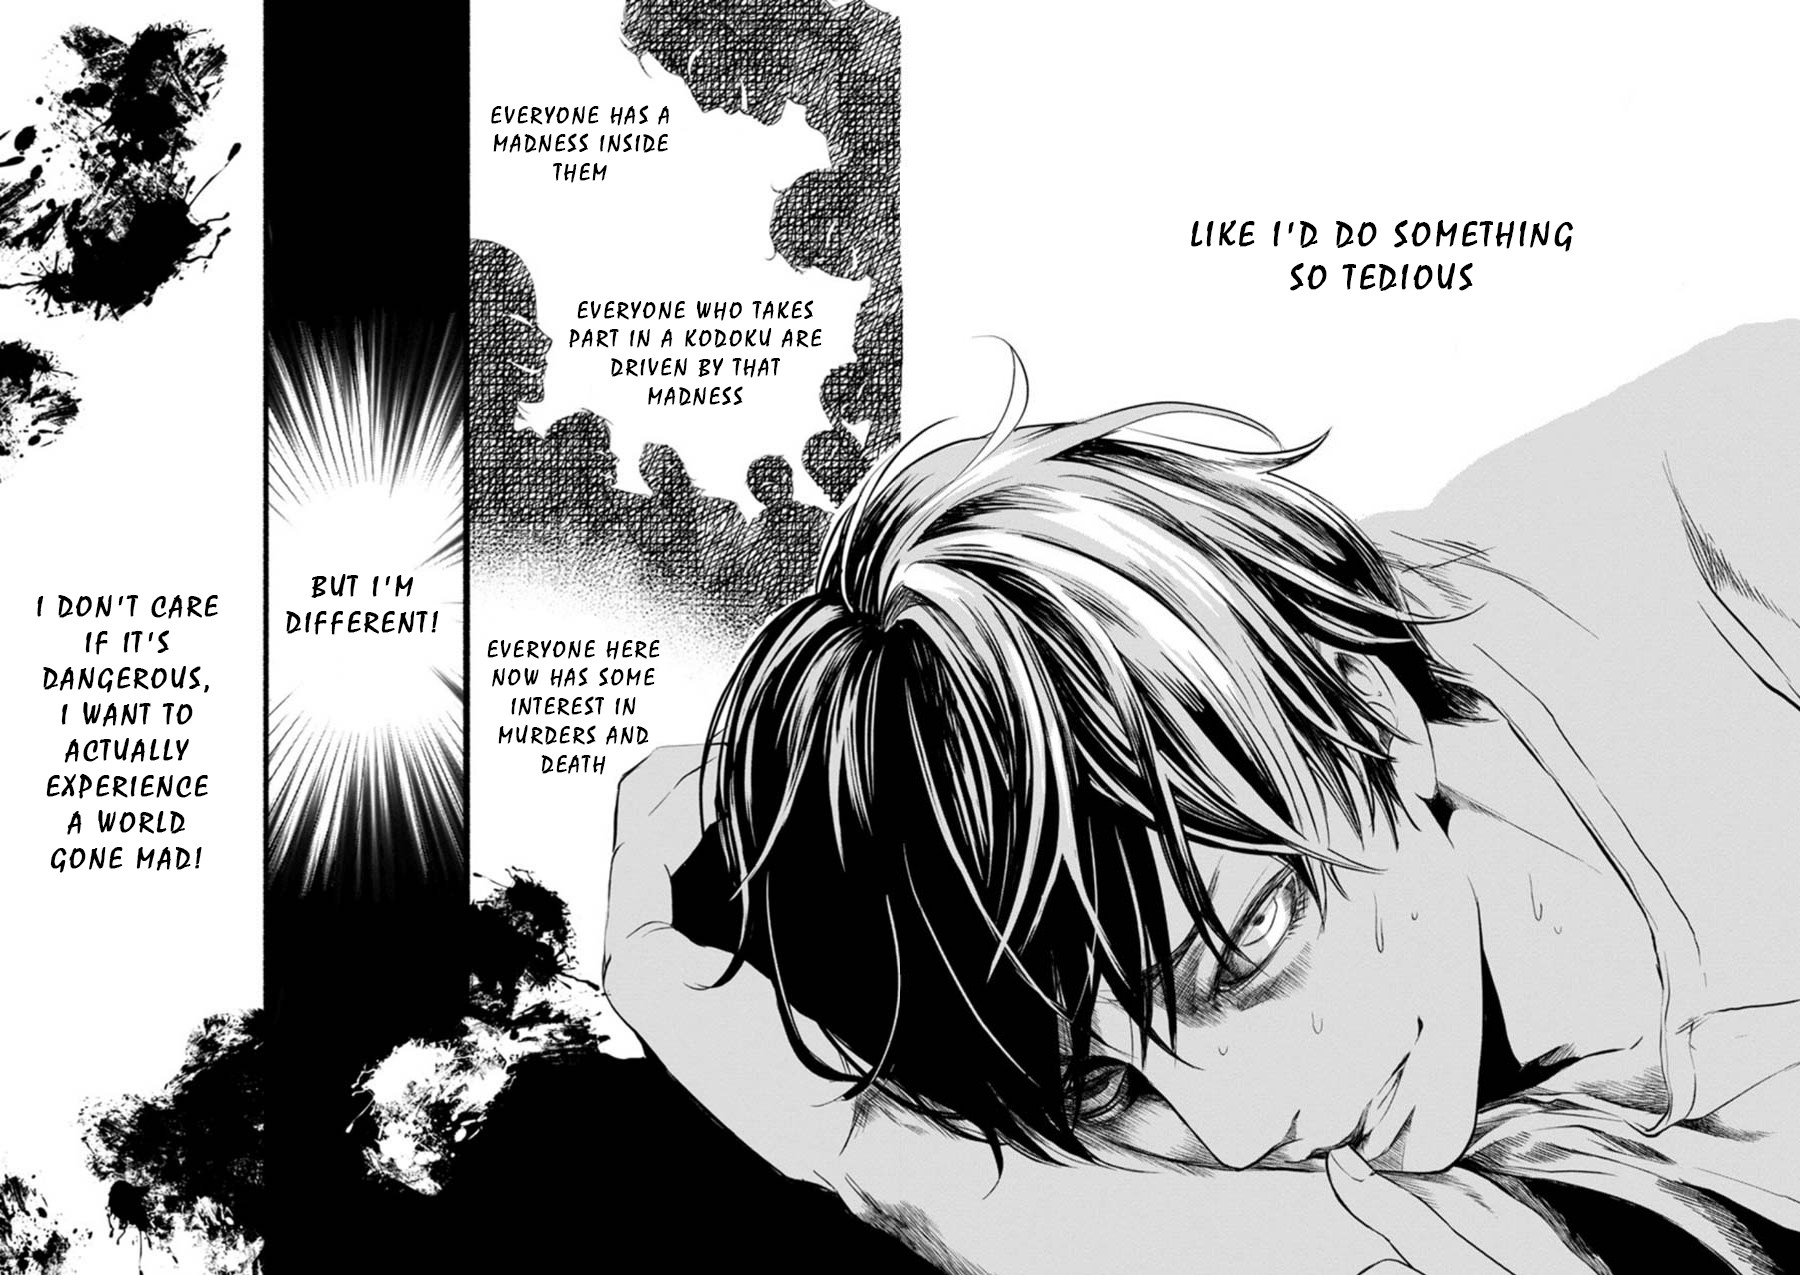 LIKE I'D DO SOMETHING
SO TEDIOUS
EVERYONE HAS A
MADNESS INSIDE
THEM
EVERYONE WHO TAKES
PART IN A KODOKU ARE
DRIVEN BY THAT
MADNESS
EVERYONE HERE
NOW HAS SOME
INTEREST IN
MURDERS AND
DEATH
BUT I'M
DIFFERENT!
I DON'T CARE
IF IT'S
DANGEROUS,
I WANT TO
ACTUALLY
EXPERIENCE
A WORLD
GONE MAD!